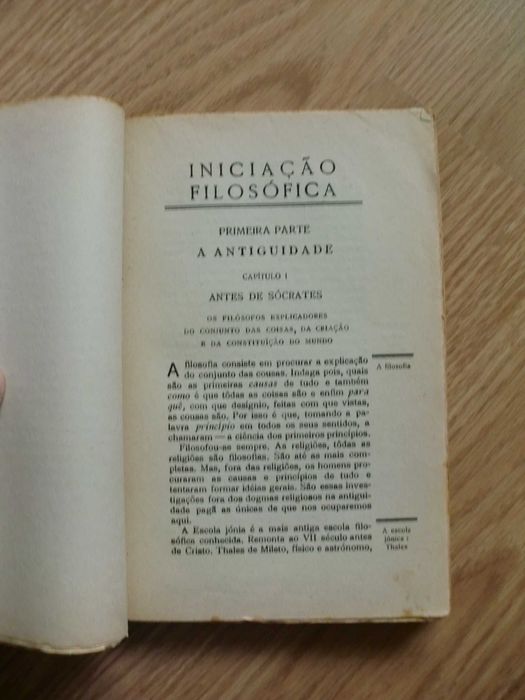 INICIAÇÃO
FILOSÓFICA
PRIMEIRA PARTE
A ANTIGUIDADE
CAPÍTULO I
ANTES DE SÓCRATES
OS FILÓSOFOS EXPLICADORES
DO CONJUNTO DAS COISAS, DA CRIAÇÃO
E DA CONSTITUIÇÃO DO MUNDO
A filosofia consiste em procurar a explicação
do conjunto das cousas. Indaga pois, quais
são as primeiras causas de tudo e também
como é que tôdas as coisas são e enfim para
quê, com que desígnio, feitas com que vistas,
as cousas são. Por isso é que, tomando a pa-
lavra princípio em todos os seus sentidos, a
chamaram — a ciência dos primeiros princípios.
Filosofou-se sempre. As religiões, tôdas as
religiões são filosofias. São até as mais com-
pletas. Mas, fora das religiões, os homens pro-
curaram as causas e princípios de tudo e
tentaram formar idéias gerais. São essas inves-
tigações fora dos dogmas religiosos na antigui-
dade pagã as únicas de que nos ocuparemos
aqui.
A Escola jónia é a mais antiga escola filo-
sófica conhecida. Remonta ao VII século antes
de Cristo. Thales de Mileto, físico e astrónomo,
A filosofia
A escola
jónica :
Thales